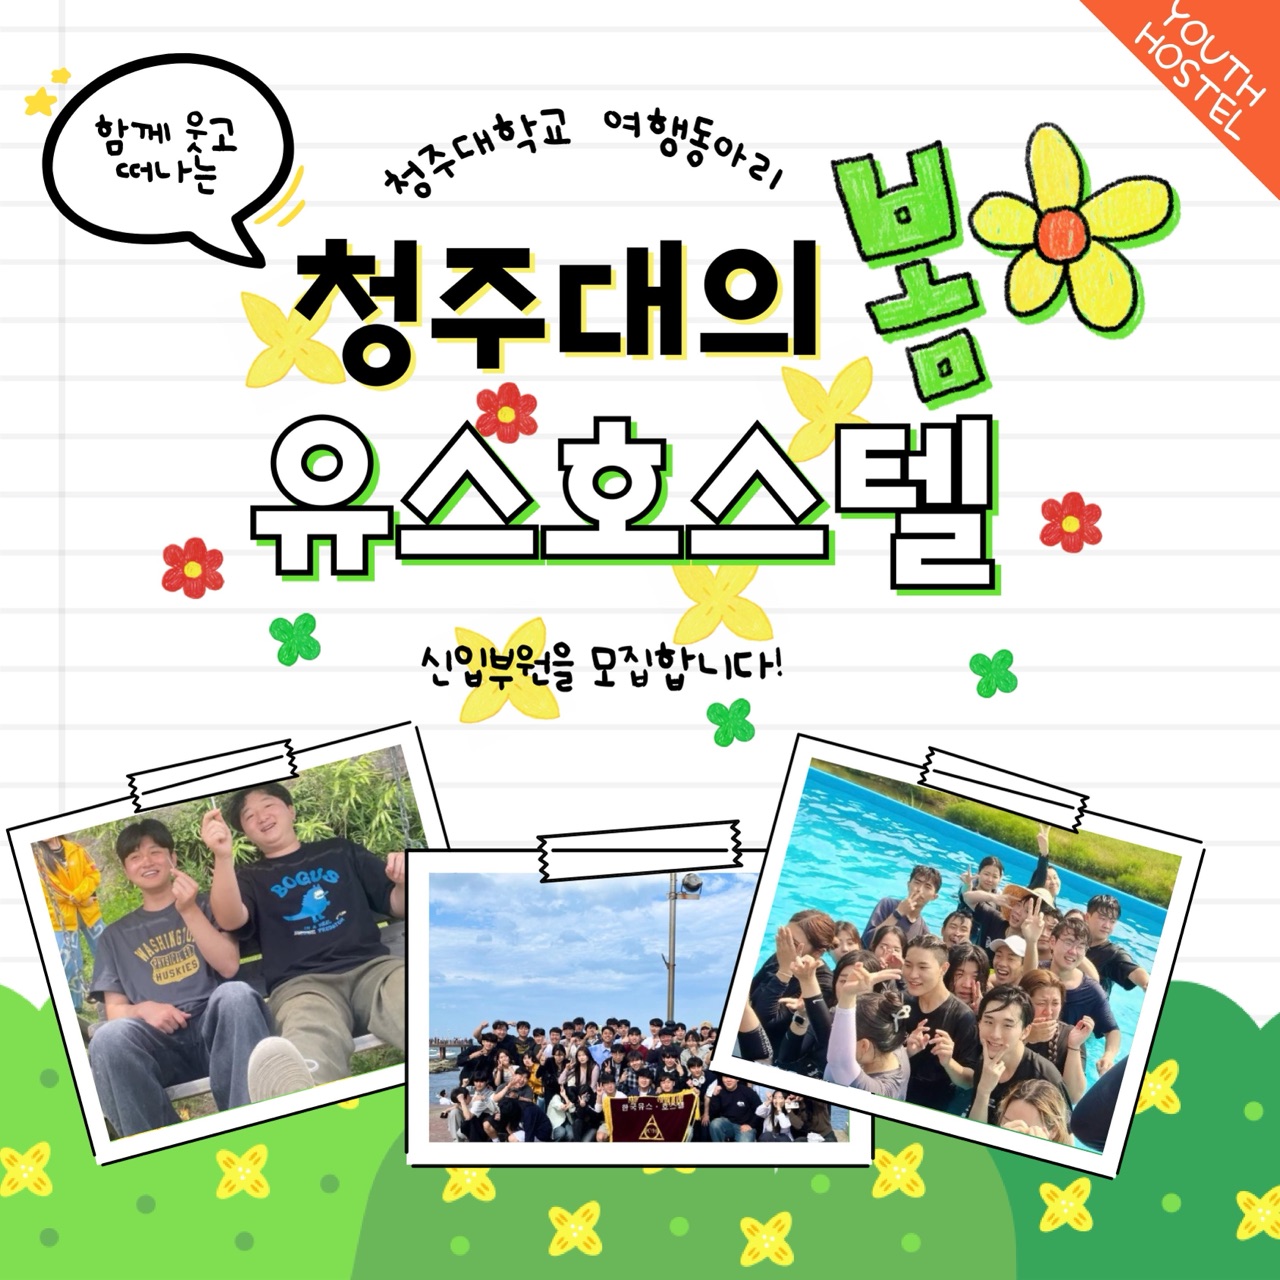 YOUTH
HOSTEL
함께 웃고
떠나는
청주대학교 여행동아리
청주대의 봄
유스호스텔
신입부원을 모집합니다!
WASHINGTO
HUSKIES
BOGUS
한국유스·호스텔